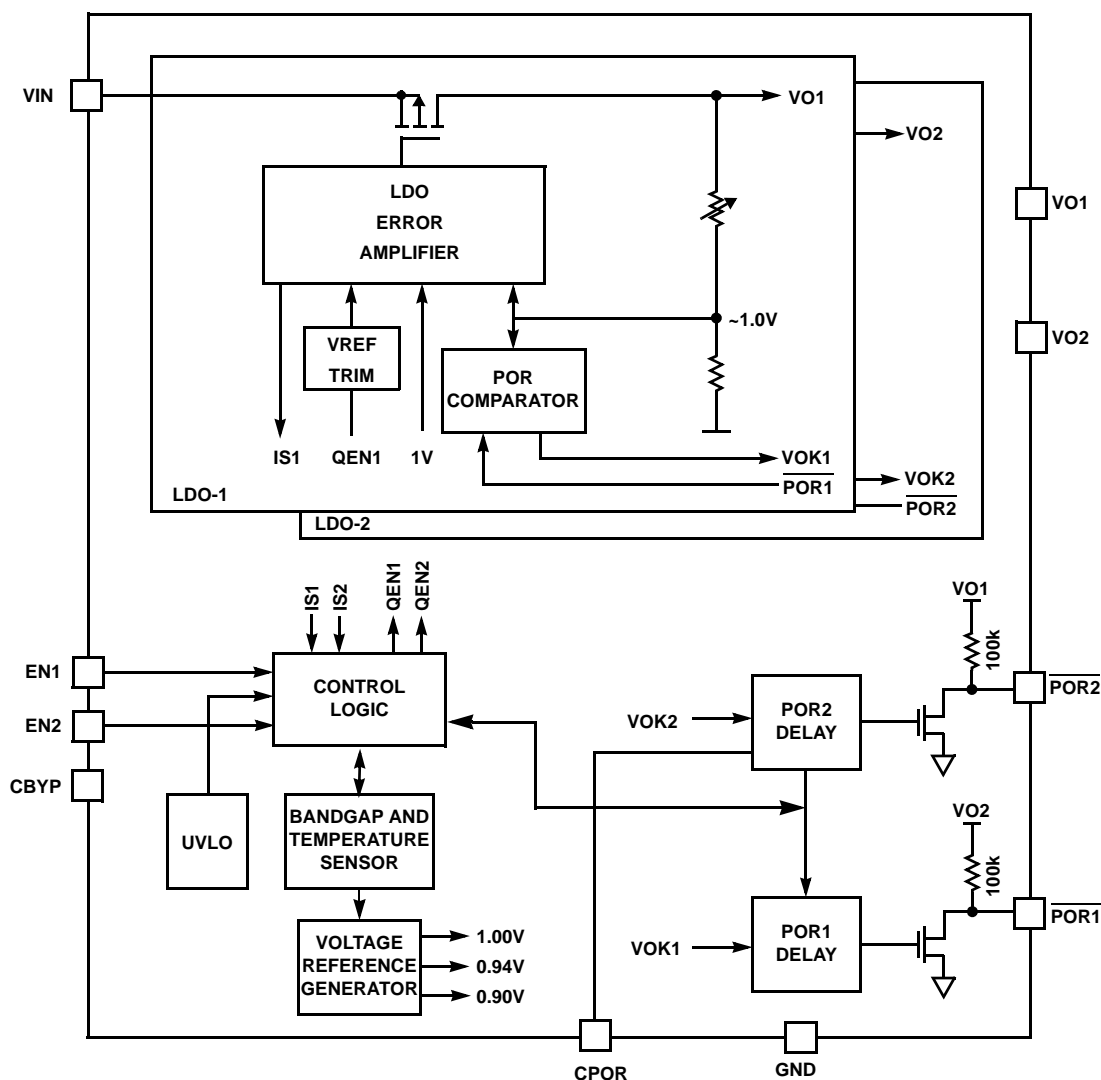 VIN
VO1
VO2
LDO
ERROR
AMPLIFIER
VO1
~1.0V
VO2
VREF
TRIM
POR
COMPARATOR
IS1
QEN1
1V
VOK1
POR1
VOK2
POR2
LDO-1
LDO-2
IS1
IS2
QEN1
QEN2
VO1
100k
EN1
CONTROL
LOGIC
POR2
EN2
VOK2
POR2
DELAY
CBYP
UVLO
BANDGAP AND
TEMPERATURE
SENSOR
VO2
100k
POR1
VOLTAGE
REFERENCE
GENERATOR
1.00V
0.94V
0.90V
VOK1
POR1
DELAY
CPOR
GND